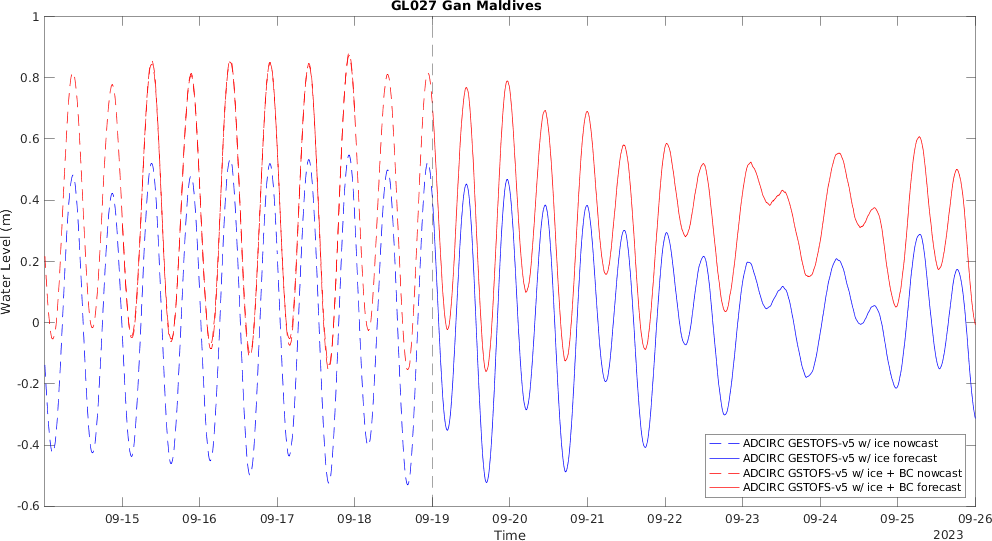 GL027 Gan Maldives
1
0.8
0.6
0.4
0.2
0
-0.2
-0.4
-0.6
Water Level (m)
ADCIRC GESTOFS-v5 w/ ice nowcast
ADCIRC GESTOFS-v5 w/ ice forecast
ADCIRC GSTOFS-v5 w/ ice + BC nowcast
ADCIRC GSTOFS-v5 w/ ice + BC forecast
09-15 09-16 09-17 09-18 09-19 09-20 09-21 09-22 09-23 09-24 09-25 09-26
Time
2023